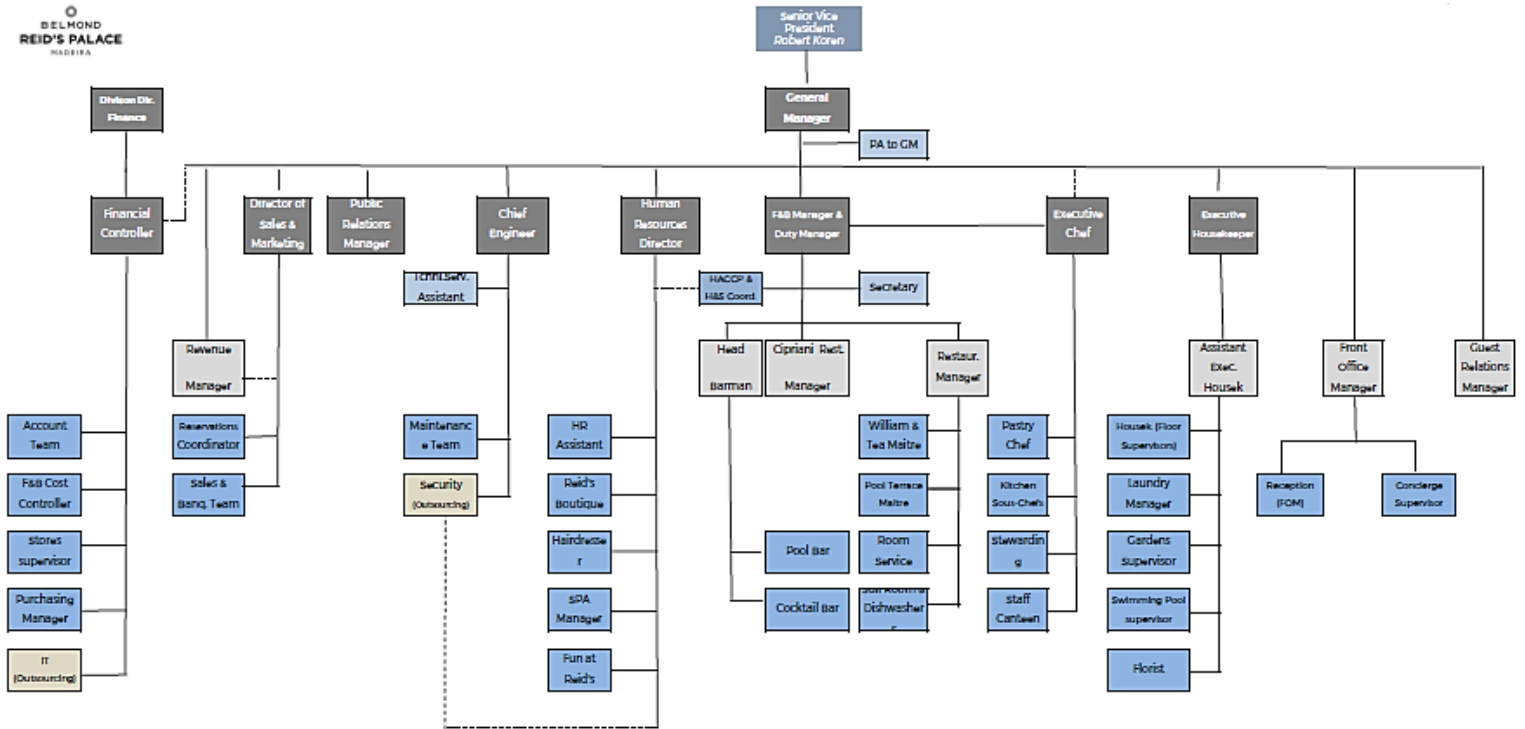 BELMOND
REID'S PALACE
MADEIRA
Senior Vice
President
Robert Koren
Division Dir.
Finance
General
Manager
PA to GM
Financial
Controller
Director of
Sales &
Marketing
Public
Relations
Manager
Chief
Engineer
Human
Resources
Director
F&B Manager &
Duty Manager
Executive
Chef
Executive
Housekeeper
Techni.Serv.
Assistant
HACCP &
H&S Coord.
Secretary
Revenue
Manager
Head
Barman
Cipriani Rest.
Manager
Restaur.
Manager
Assistant
Exec.
Housek
Front
Office
Manager
Guest
Relations
Manager
Account
Team
Reservations
Coordinator
Maintenanc
e Team
HR
Assistant
William &
Tea Maitre
Pastry
Chef
Housek. (Floor
Supervisors)
F&B Cost
Controller
Sales &
Banq. Team
Security
(Outsourcing)
Reid's
Boutique
Pool Terrace
Maitre
Kitchen
Sous-Chefs
Laundry
Manager
Reception
(FOM)
Concierge
Supervisor
Stores
supervisor
Hairdresse
r
Pool Bar
Room
Service
Stewardin
g
Gardens
Supervisor
Purchasing
Manager
SPA
Manager
Cocktail Bar
Dishwasher
Staff
Canteen
Swimming Pool
supervisor
IT
(Outsourcing)
Fun at
Reid's
Florist